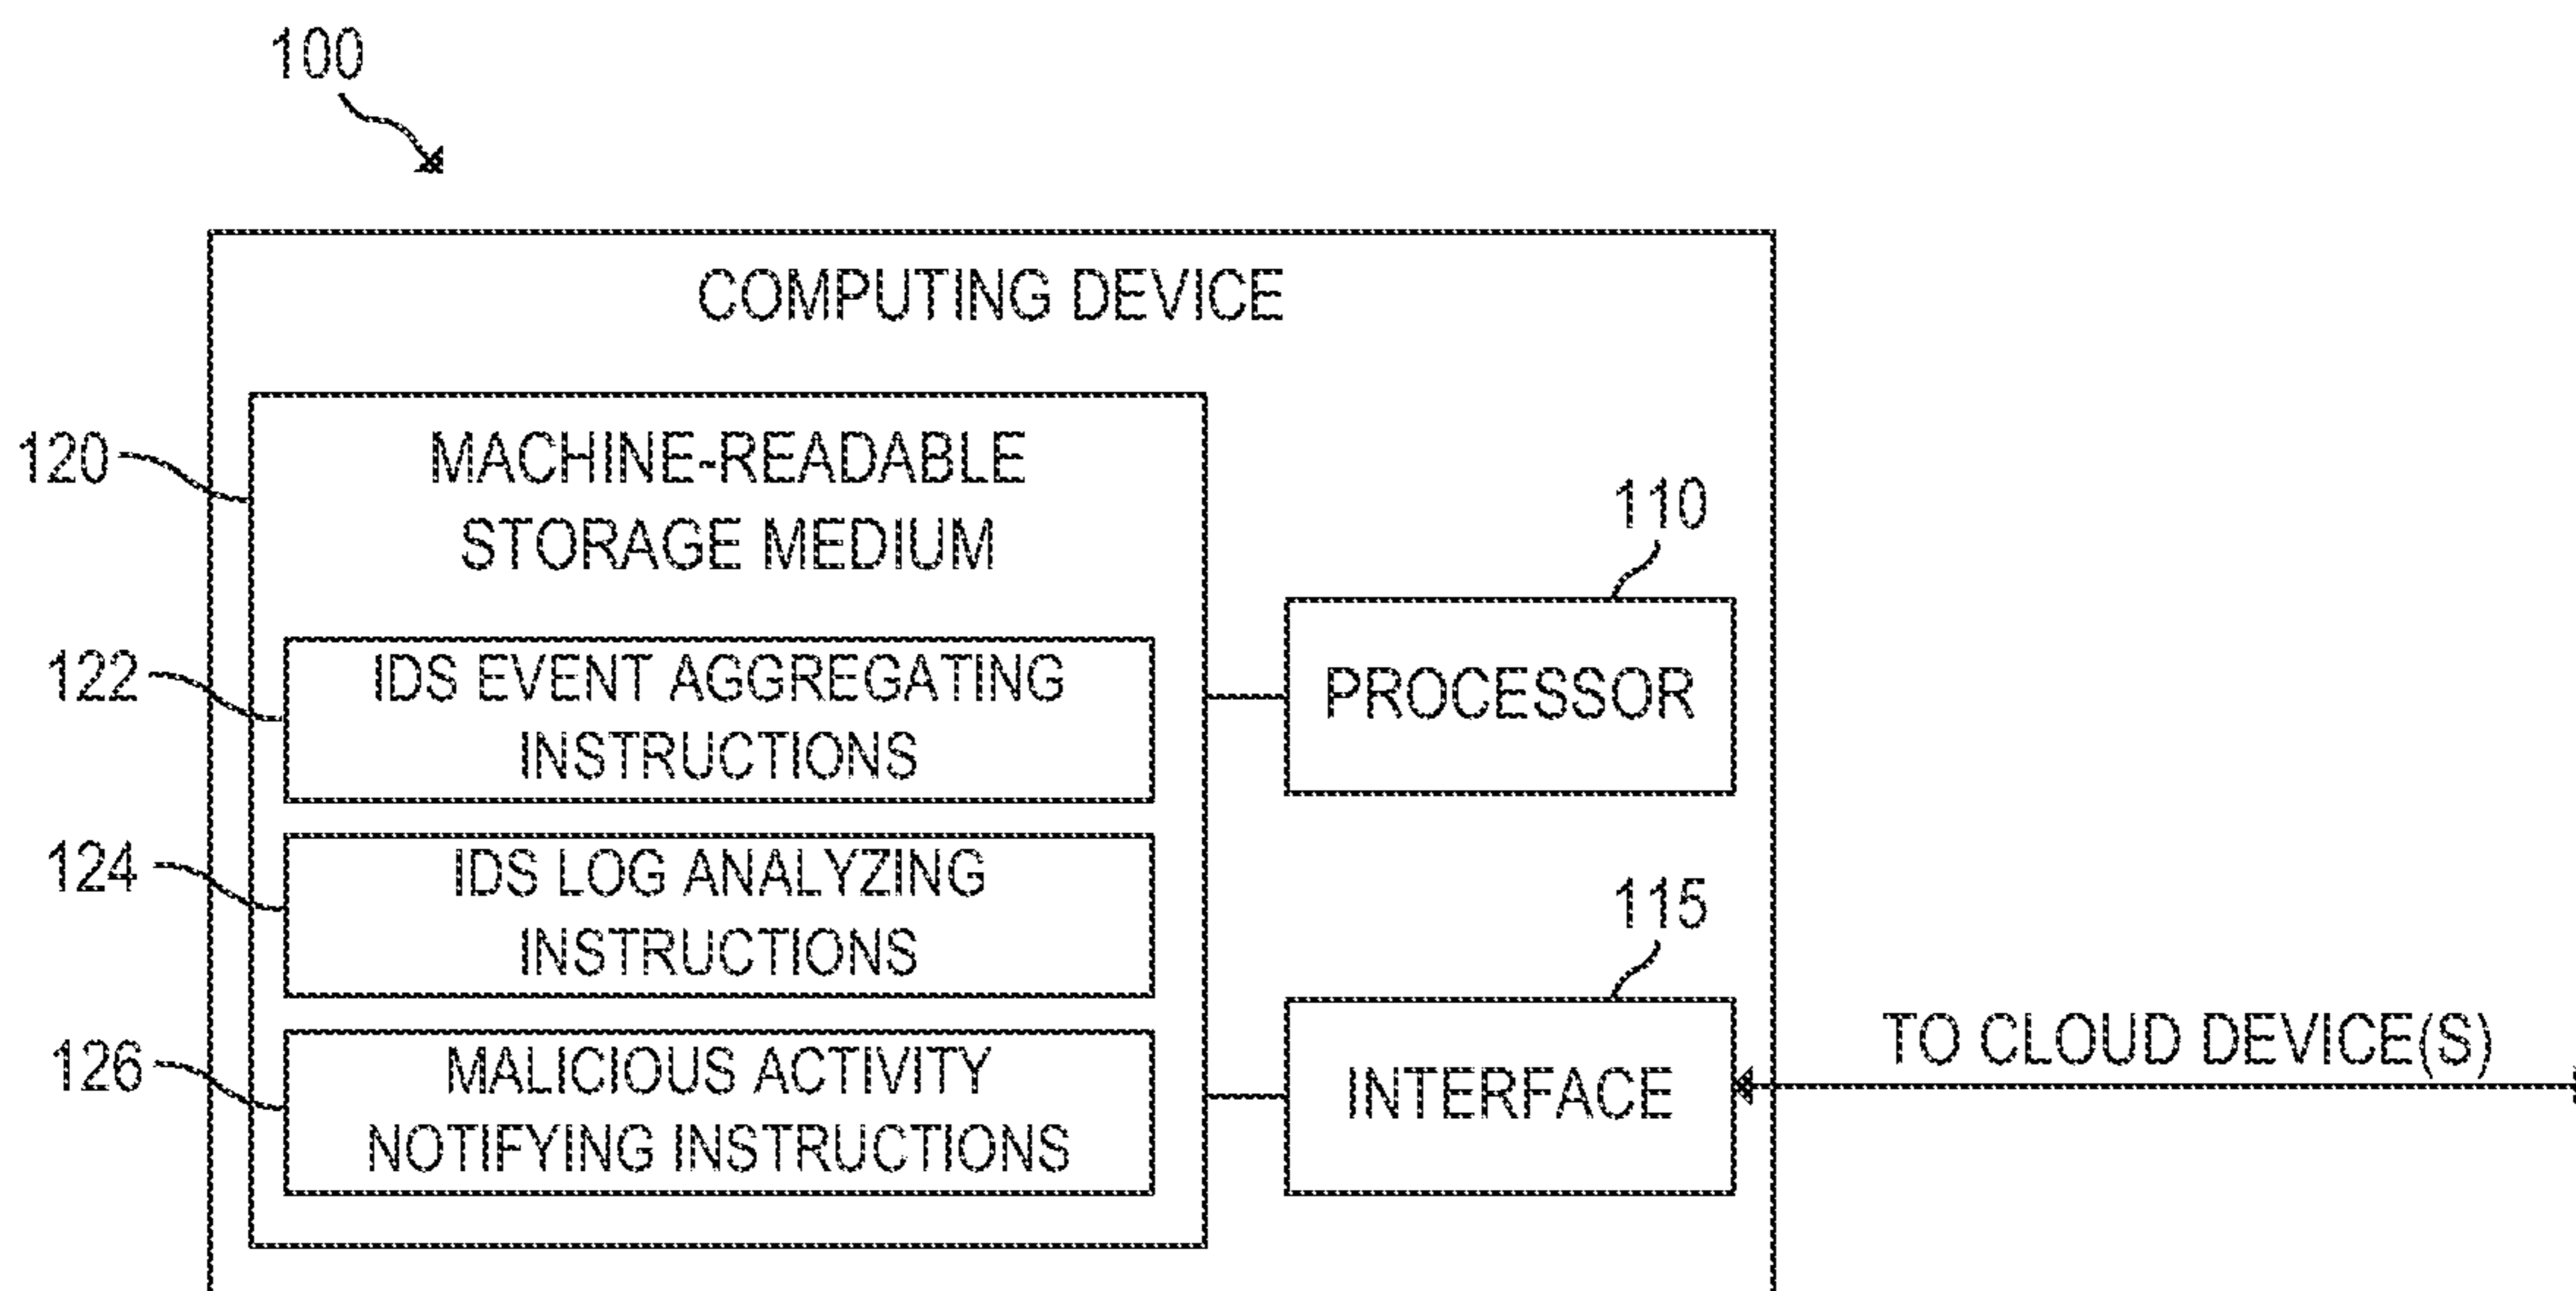 100
COMPUTING DEVICE
120
MACHINE-READABLE
STORAGE MEDIUM
110
PROCESSOR
122
IDS EVENT AGGREGATING
INSTRUCTIONS
124
IDS LOG ANALYZING
INSTRUCTIONS
115
INTERFACE
TO CLOUD DEVICE(S)
126
MALICIOUS ACTIVITY
NOTIFYING INSTRUCTIONS